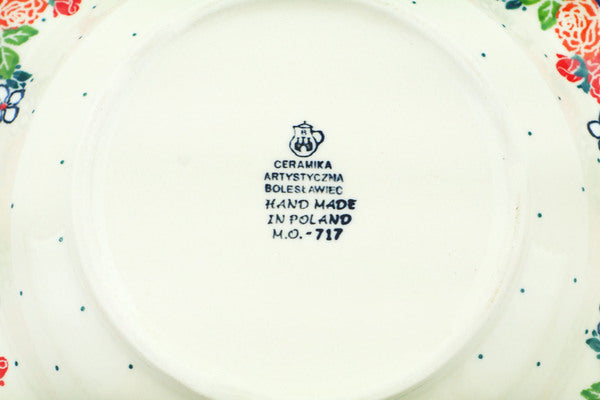 B
CERAMIKA
ARTYSTYCZNA
BOLESŁAWIEC
HAND MADE
IN POLAND
M.O.-717